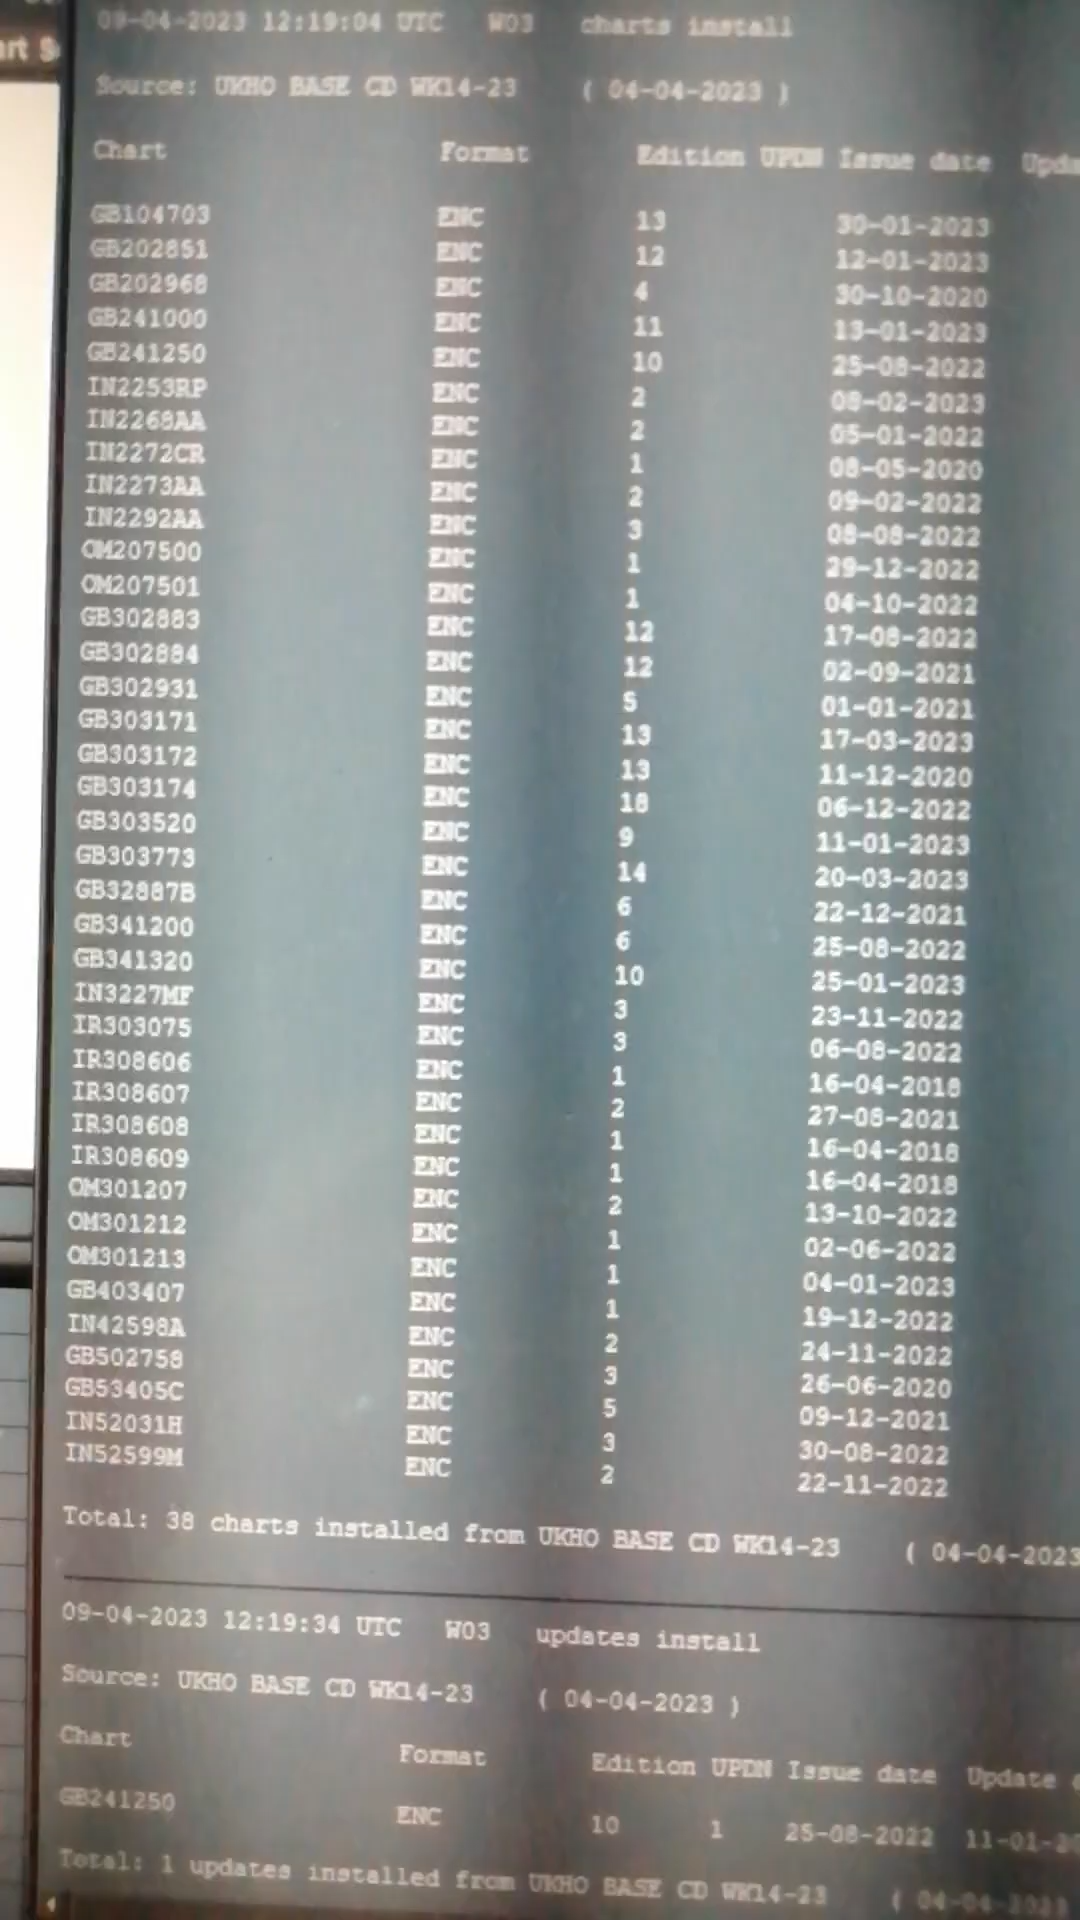 art S
09-04-2023 12:19:04 UTC W03 charts install
Source: UKHO BASE CD WK14-23 ( 04-04-2023 )
Chart Format Edition UPDN Issue date Upda
GB104703 ENC 13 30-01-2023
GB202851 ENC 12 12-01-2023
GB202968 ENC 4 30-10-2020
GB241000 ENC 11 13-01-2023
GB241250 ENC 10 25-08-2022
IN2253RP ENC 2 08-02-2023
IN2268AA ENC 2 05-01-2022
IN2272CR ENC 1 08-05-2020
IN2273AA ENC 2 09-02-2022
IN2292AA ENC 3 08-08-2022
OM207500 ENC 1 29-12-2022
OM207501 ENC 1 04-10-2022
GB302883 ENC 12 17-08-2022
GB302884 ENC 12 02-09-2021
GB302931 ENC 5 01-01-2021
GB303171 ENC 13 17-03-2023
GB303172 ENC 13 11-12-2020
GB303174 ENC 18 06-12-2022
GB303520 ENC 9 11-01-2023
GB303773 ENC 14 20-03-2023
GB32887B ENC 6 22-12-2021
GB341200 ENC 6 25-08-2022
GB341320 ENC 10 25-01-2023
IN3227MF ENC 3 23-11-2022
IR303075 ENC 3 06-08-2022
IR308606 ENC 1 16-04-2018
IR308607 ENC 2 27-08-2021
IR308608 ENC 1 16-04-2018
IR308609 ENC 1 16-04-2018
OM301207 ENC 2 13-10-2022
OM301212 ENC 1 02-06-2022
OM301213 ENC 1 04-01-2023
GB403407 ENC 1 19-12-2022
IN42598A ENC 2 24-11-2022
GB502758 ENC 3 26-06-2020
GB53405C ENC 5 09-12-2021
IN52031H ENC 3 30-08-2022
IN52599M ENC 2 22-11-2022
Total: 38 charts installed from UKHO BASE CD WK14-23 ( 04-04-2023
09-04-2023 12:19:34 UTC W03 updates install
Source: UKHO BASE CD WK14-23 ( 04-04-2023 )
Chart Format Edition UPDN Issue date Update
GB241250 ENC 10 1 25-08-2022 11-01-20
Total: 1 updates installed from UKHO BASE CD WK14-23 ( 04-04-2023